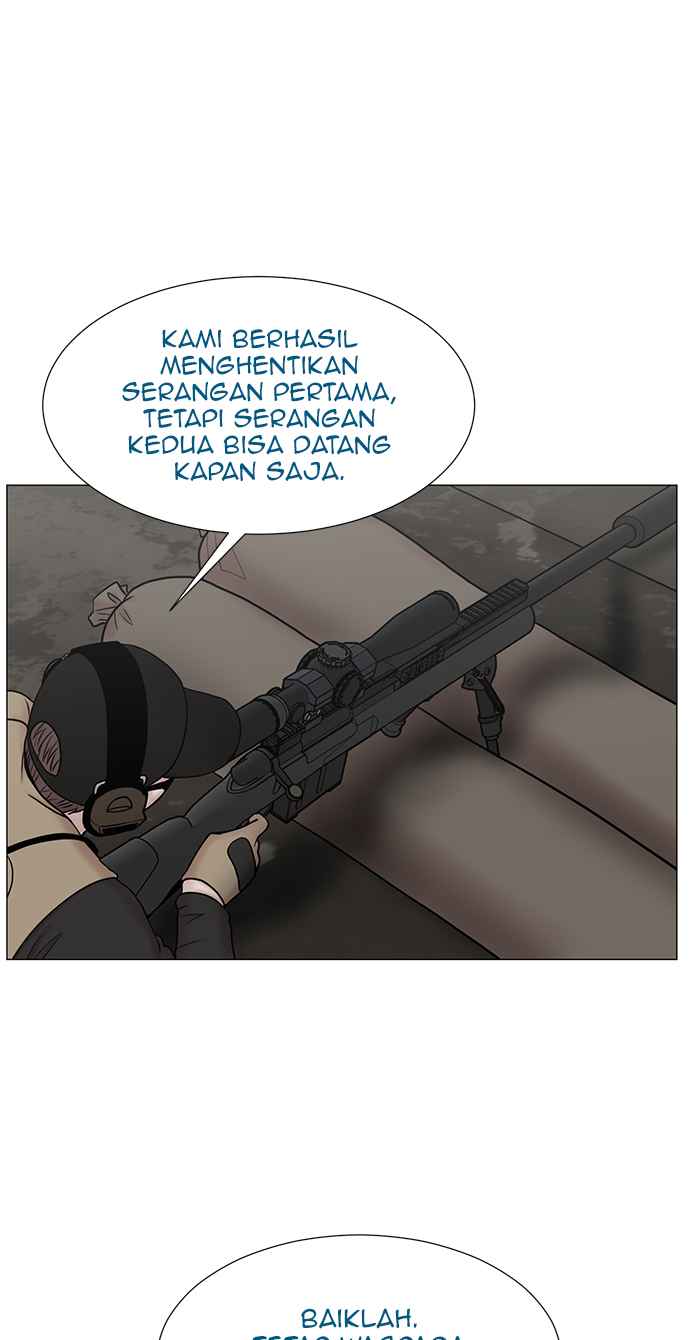 KAMI BERHASIL
MENGHENTIKAN
SERANGAN PERTAMA,
TETAPI SERANGAN
KEDUA BISA DATANG
KAPAN SAJA.
BAIKLAH.